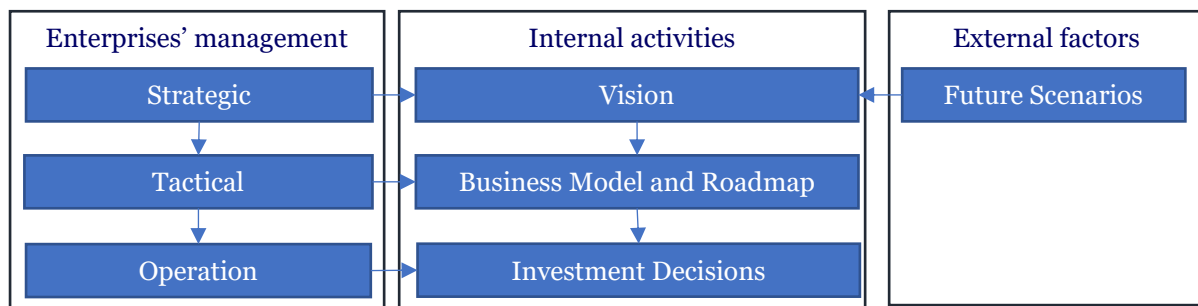 Enterprises’ management
Internal activities
External factors
Strategic
Vision
Future Scenarios
Tactical
Business Model and Roadmap
Operation
Investment Decisions